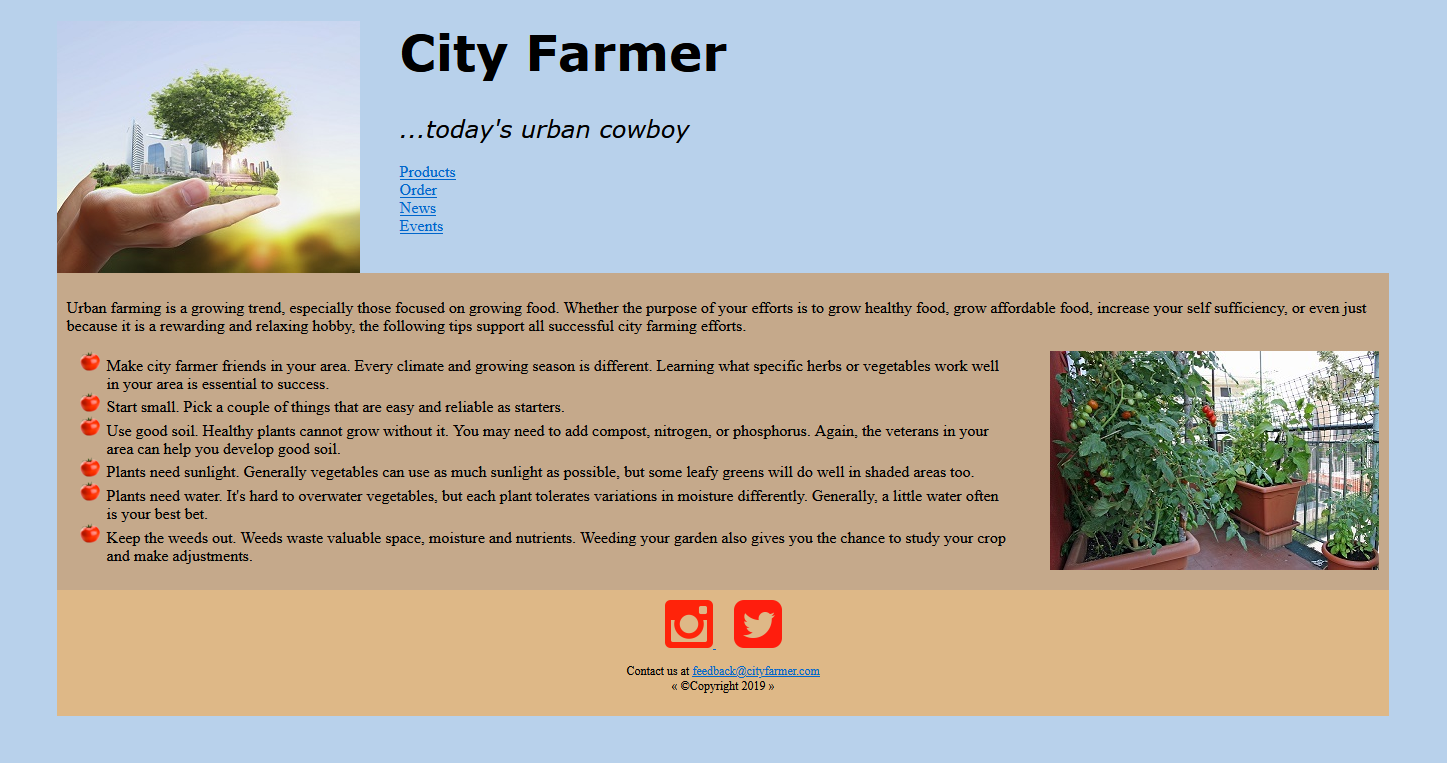 City Farmer
...today's urban cowboy
Products
Order
News
Events
Urban farming is a growing trend, especially those focused on growing food. Whether the purpose of your efforts is to grow healthy food, grow affordable food, increase your self sufficiency, or even just
because it is a rewarding and relaxing hobby, the following tips support all successful city farming efforts.
Make city farmer friends in your area. Every climate and growing season is different. Learning what specific herbs or vegetables work well
in your area is essential to success.
Start small. Pick a couple of things that are easy and reliable as starters.
Use good soil. Healthy plants cannot grow without it. You may need to add compost, nitrogen, or phosphorus. Again, the veterans in your
area can help you develop good soil.
Plants need sunlight. Generally vegetables can use as much sunlight as possible, but some leafy greens will do well in shaded areas too.
Plants need water. It's hard to overwater vegetables, but each plant tolerates variations in moisture differently. Generally, a little water often
is your best bet.
Keep the weeds out. Weeds waste valuable space, moisture and nutrients. Weeding your garden also gives you the chance to study your crop
and make adjustments.
Contact us at feedback@cityfarmer.com
« ©Copyright 2019 »